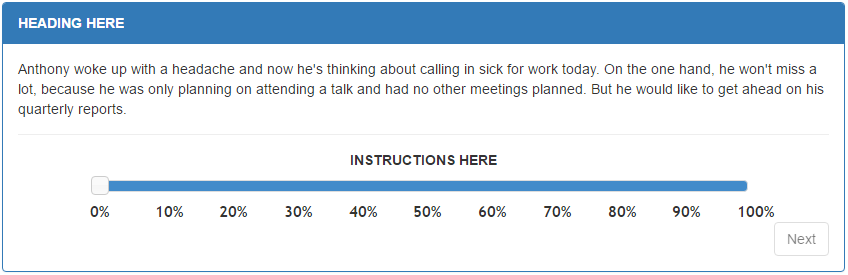 HEADING HERE
Anthony woke up with a headache and now he's thinking about calling in sick for work today. On the one hand, he won't miss a
lot, because he was only planning on attending a talk and had no other meetings planned. But he would like to get ahead on his
quarterly reports.
INSTRUCTIONS HERE
0% 10% 20% 30% 40% 50% 60% 70% 80% 90% 100%
Next